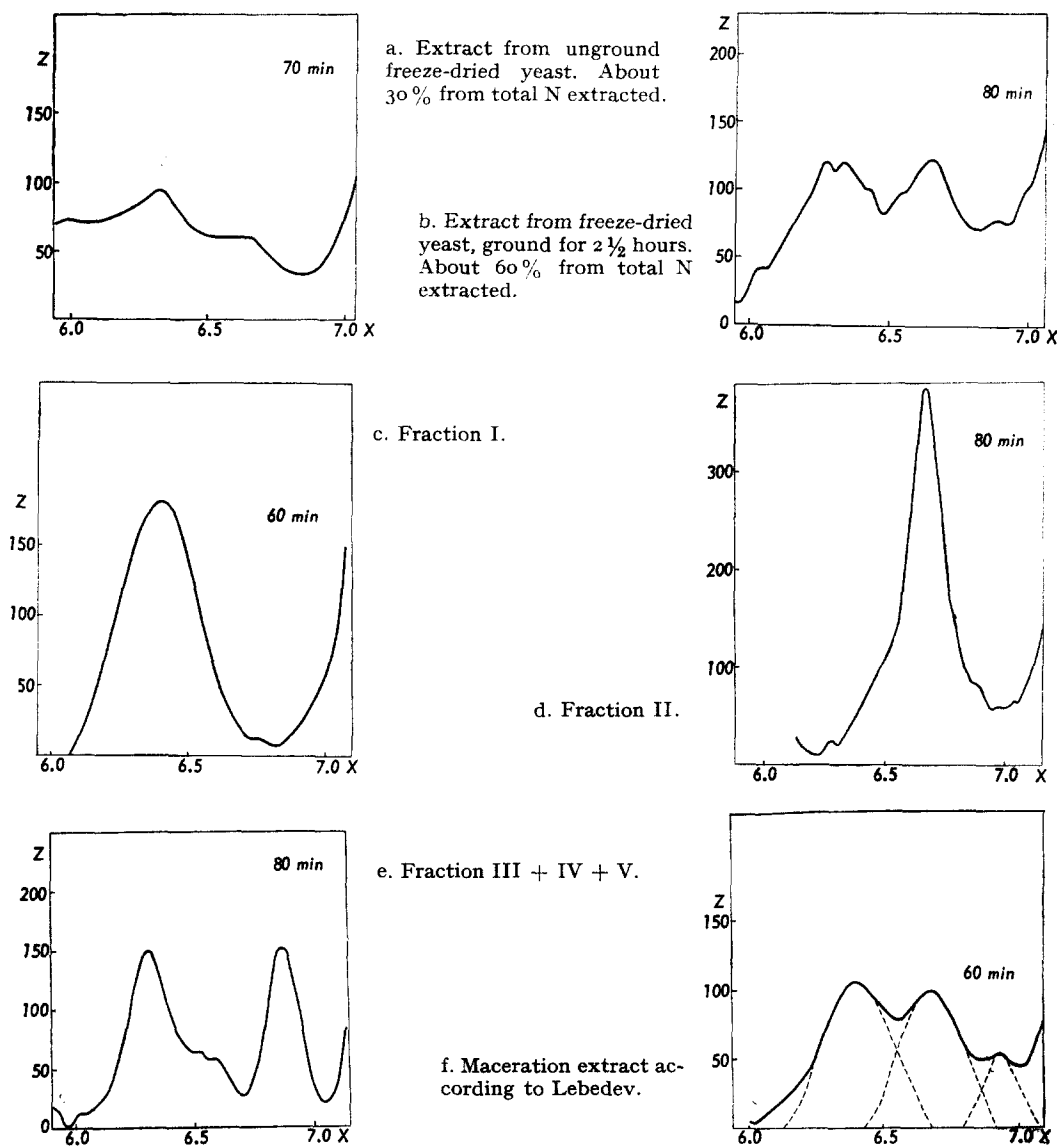 Z
70 min
150
100
50
6.0
6.5
7.0 X
a. Extract from unground
freeze-dried yeast. About
30 % from total N extracted.
Z
200
80 min
150
100
50
0
6.0
6.5
7.0 X
b. Extract from freeze-dried
yeast, ground for 2 ½ hours.
About 60 % from total N
extracted.
Z
60 min
150
100
50
6.0
6.5
7.0 X
c. Fraction I.
Z
80 min
300
200
100
6.0
6.5
7.0 X
d. Fraction II.
Z
80 min
200
150
100
50
0
6.0
6.5
7.0 X
e. Fraction III + IV + V.
Z
150
60 min
100
50
0
6.0
6.5
7.0 X
f. Maceration extract ac-
cording to Lebedev.